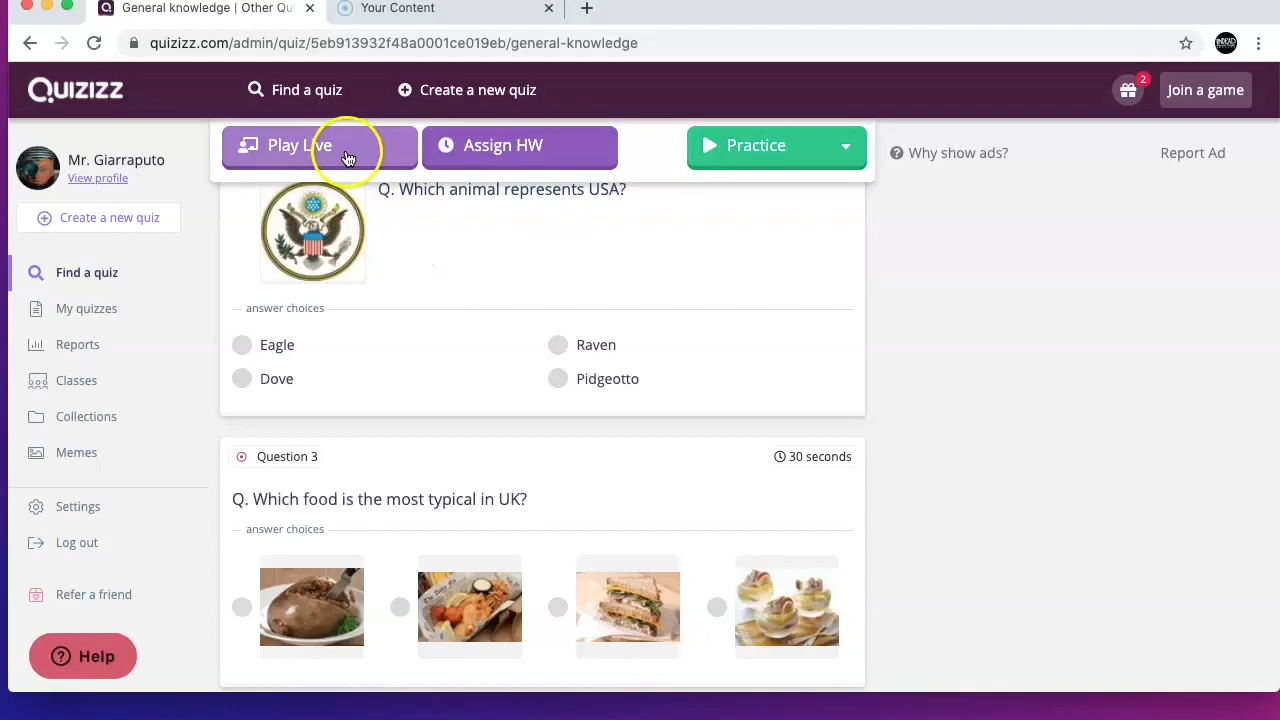 General knowledge | Other Qui
Your Content
quizizz.com/admin/quiz/5eb913932f48a0001ce019eb/general-knowledge
QUIZIZZ
Find a quiz
Create a new quiz
2
Join a game
Mr. Giarraputo
View profile
Create a new quiz
Find a quiz
My quizzes
Reports
Classes
Collections
Memes
Settings
Log out
Refer a friend
Help
Play Live
Assign HW
Practice
Why show ads?
Report Ad
Q. Which animal represents USA?
answer choices
Eagle
Raven
Dove
Pidgeotto
Question 3
30 seconds
Q. Which food is the most typical in UK?
answer choices